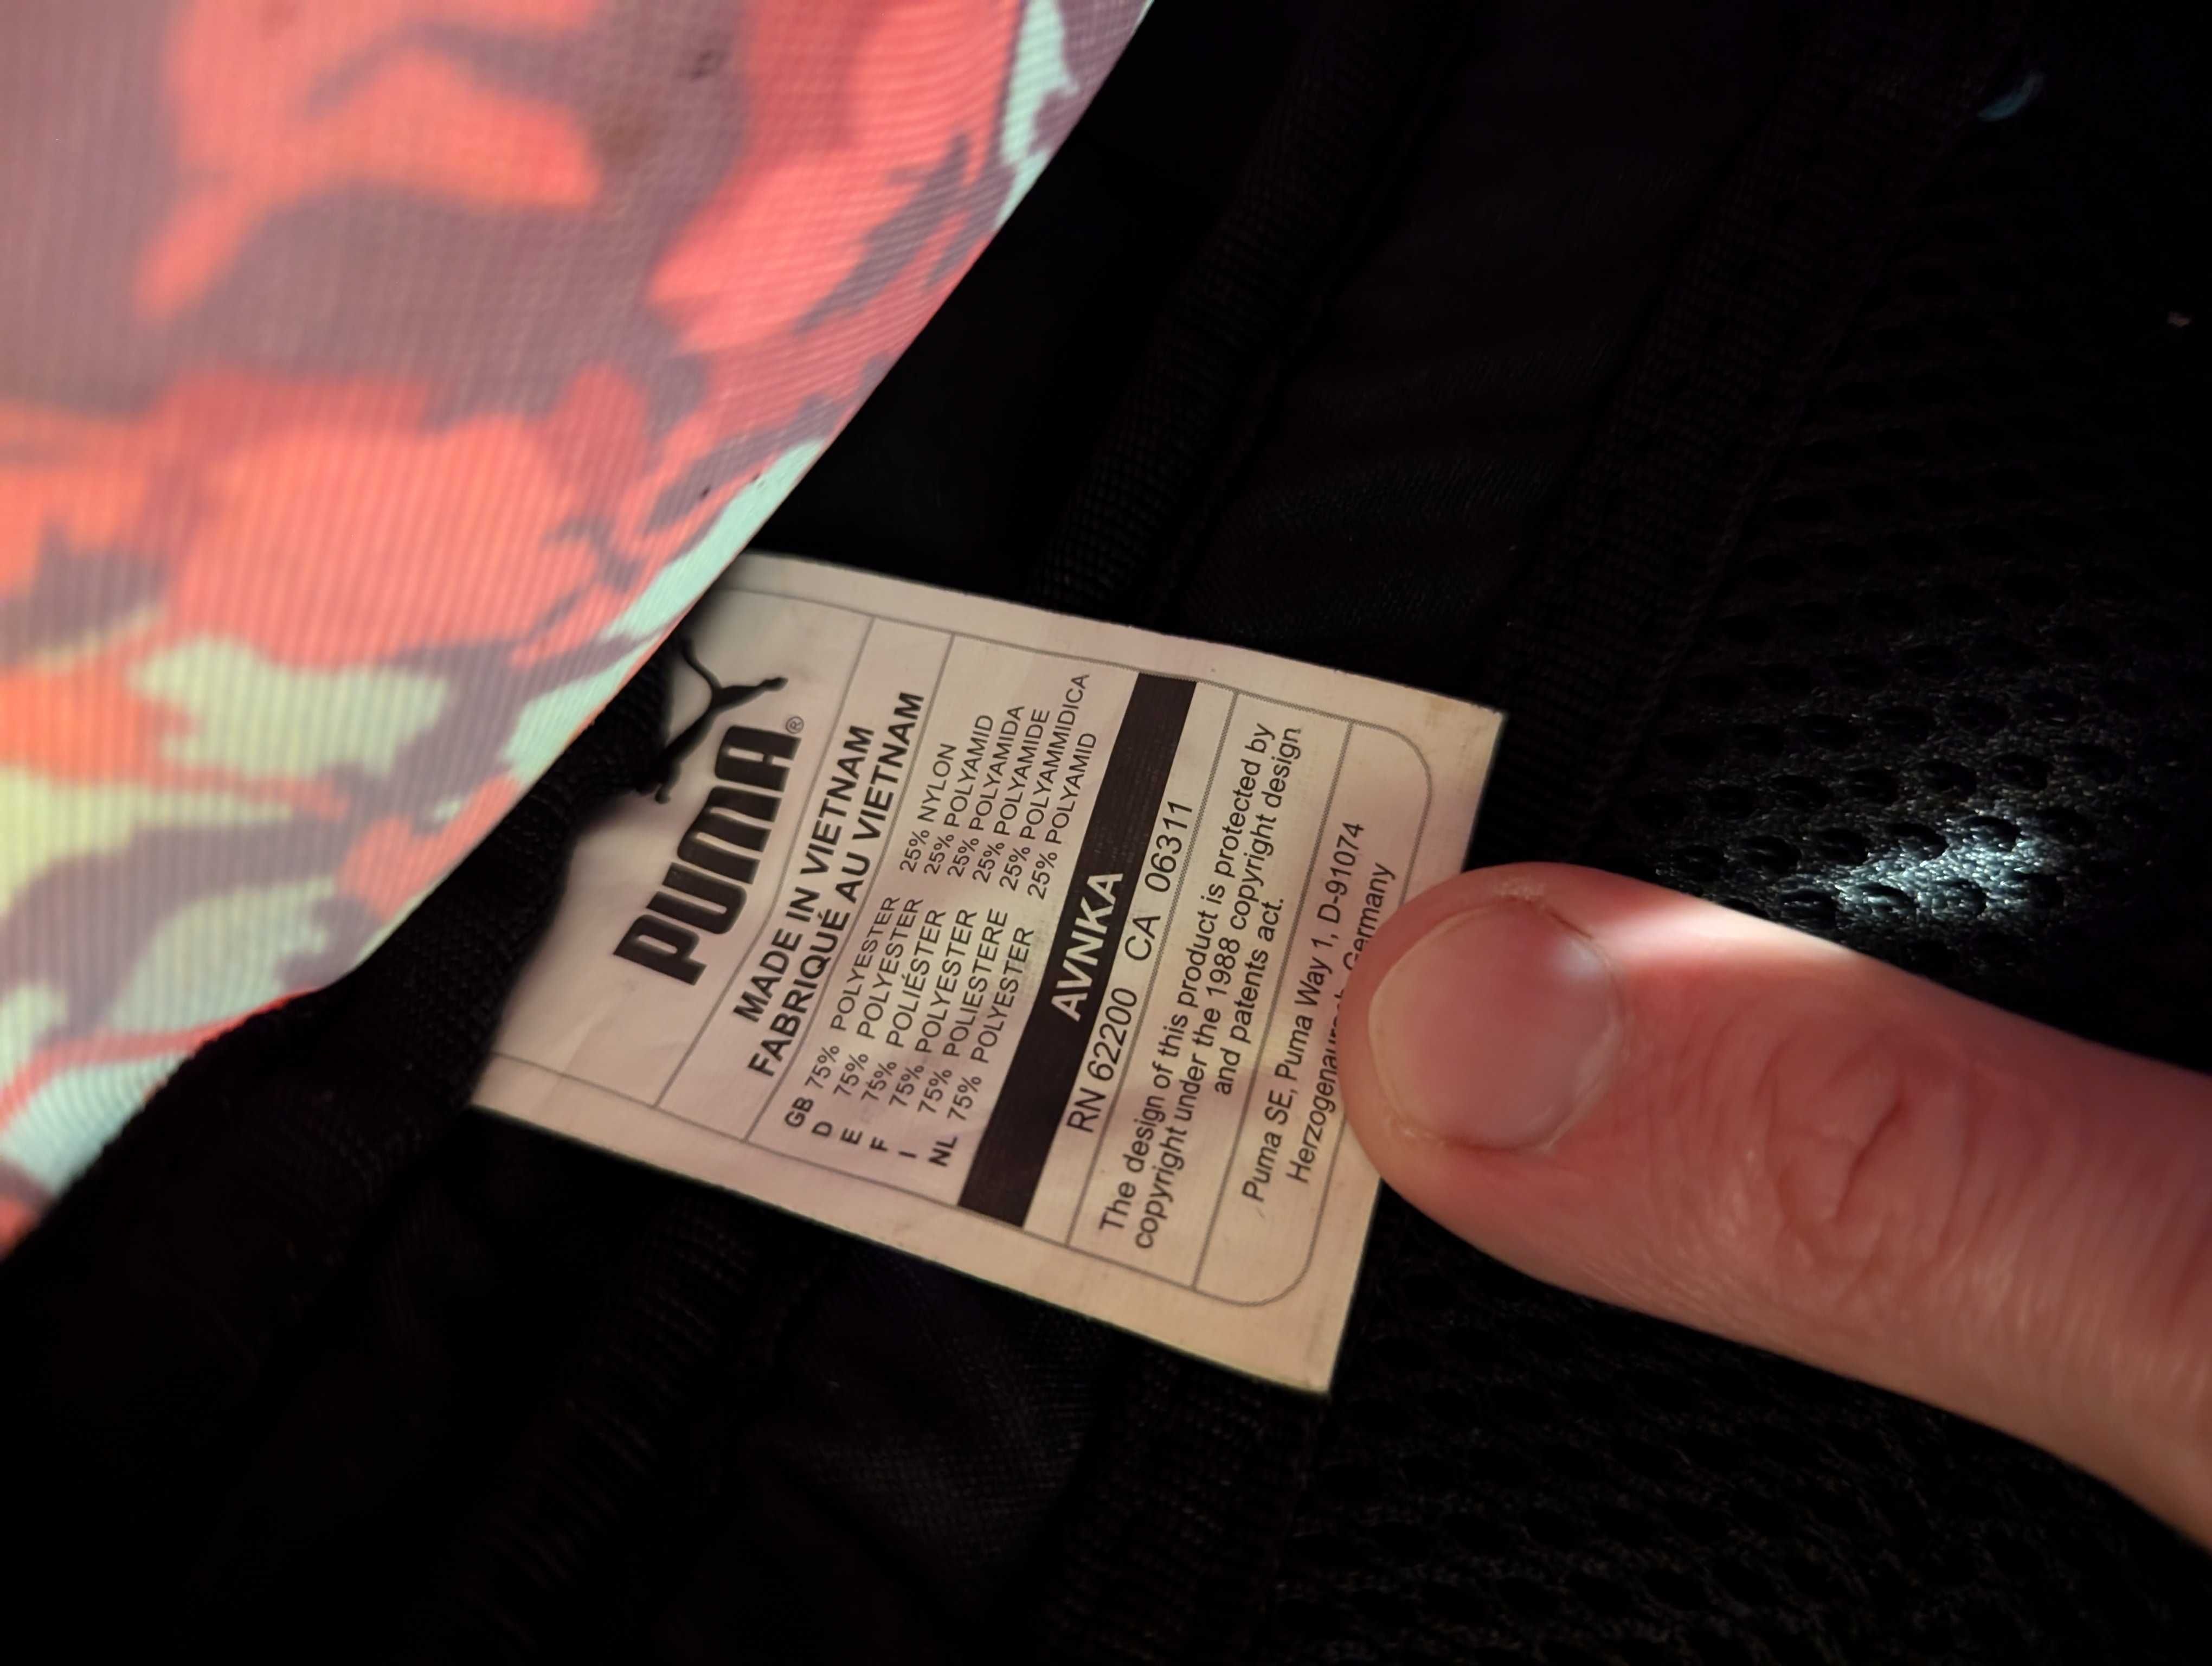 PUMA®
MADE IN VIETNAM
FABRIQUÉ AU VIETNAM
GB 75% POLYESTER 25% NYLON
D 75% POLYESTER 25% POLYAMID
E 75% POLIÉSTER 25% POLYAMIDA
F 75% POLYESTER 25% POLYAMIDE
I 75% POLIESTERE 25% POLYAMMIDICA
NL 75% POLYESTER 25% POLYAMID
AVNKA
RN 62200 CA 06311
The design of this product is protected by
copyright under the 1988 copyright design
and patents act.
Puma SE, Puma Way 1, D-91074
Germany